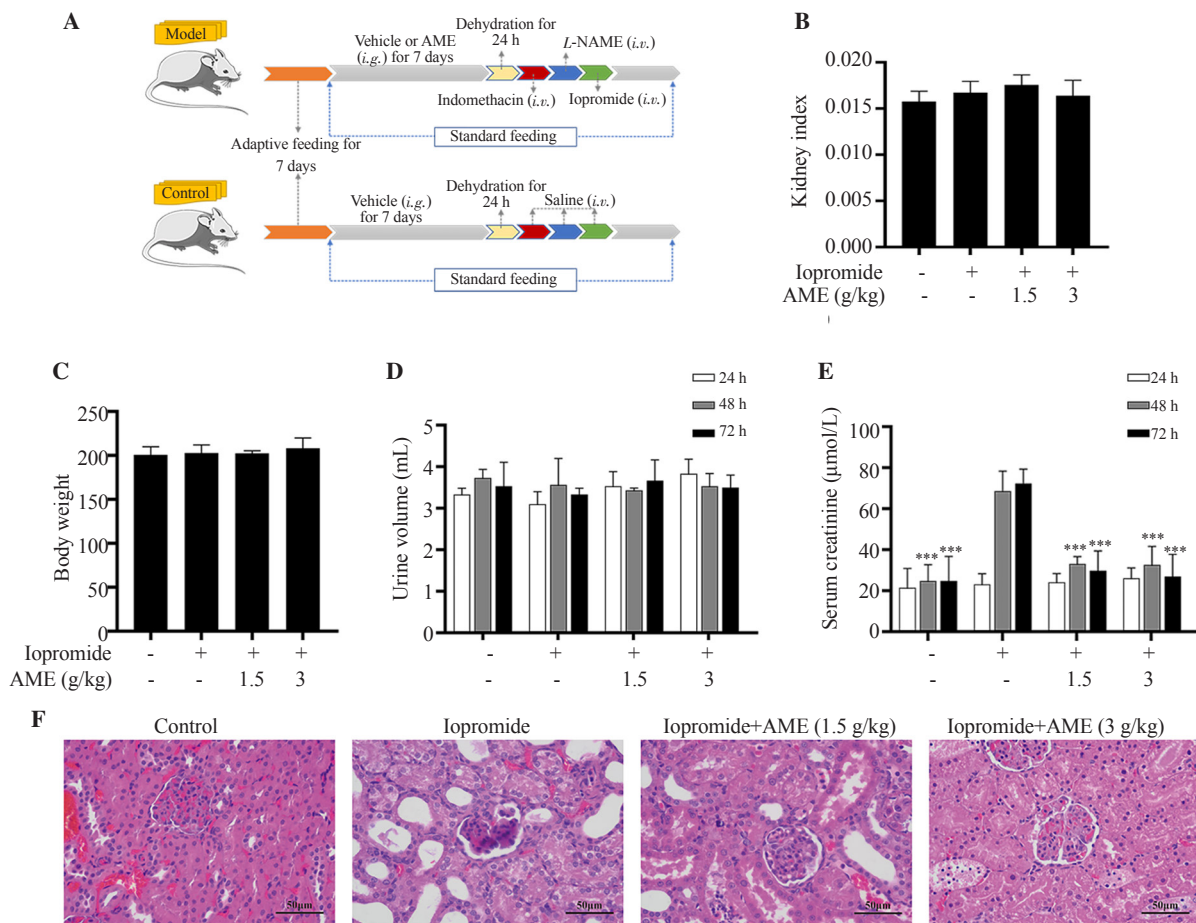 A
Model
Vehicle or AME
(i.g.) for 7 days
Dehydration for
24 h
L-NAME (i.v.)
Indomethacin (i.v.)
Iopromide (i.v.)
Standard feeding
Adaptive feeding for
7 days
Control
Vehicle (i.g.)
for 7 days
Dehydration for
24 h
Saline (i.v.)
Standard feeding
B
Kidney index
0.020
0.015
0.010
0.005
0.000
Iopromide - + + +
AME (g/kg) - - 1.5 3
C
Body weight
250
200
150
100
50
0
Iopromide - + + +
AME (g/kg) - - 1.5 3
D
24 h
48 h
72 h
Urine volume (mL)
5
4
3
2
1
0
- + + +
- - 1.5 3
E
24 h
48 h
72 h
Serum creatinine (μmol/L)
100
80
60
40
20
0
*** *** *** *** *** ***
- + + +
- - 1.5 3
F
Control
Iopromide
Iopromide+AME (1.5 g/kg)
Iopromide+AME (3 g/kg)
50μm
50μm
50μm
50μm